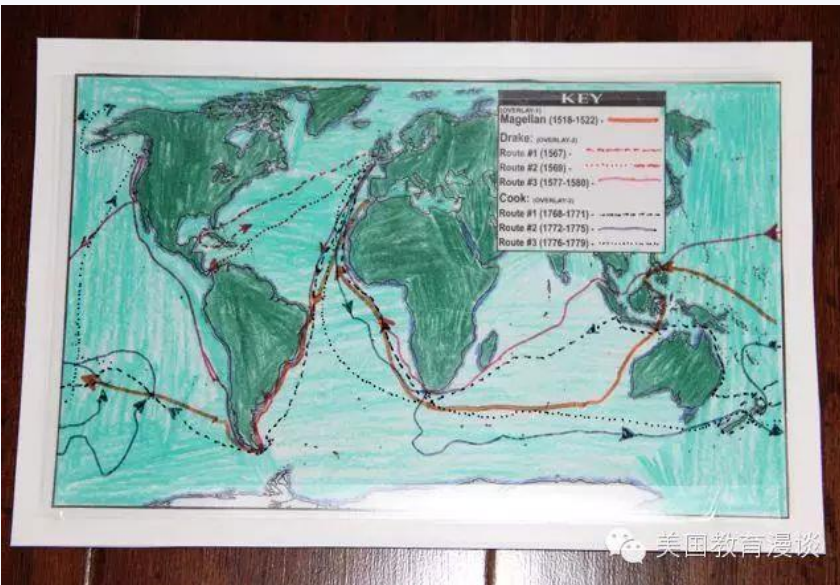 KEY
(OVERLAY-1)
Magellan (1518-1522) -
Drake: (OVERLAY-2)
Route #1 (1567) -
Route #2 (1569) -
Route #3 (1577-1580) -
Cook: (OVERLAY-3)
Route #1 (1768-1771) -
Route #2 (1772-1775) -
Route #3 (1776-1779) -
美国教育漫谈